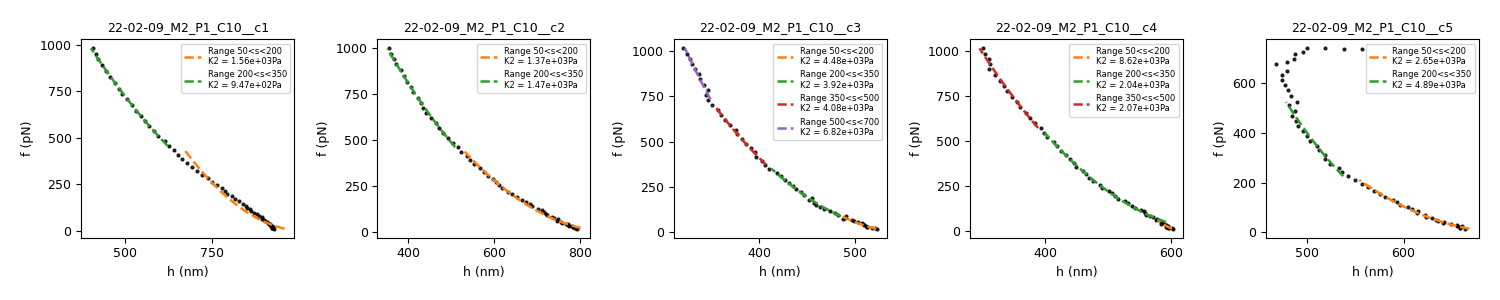 22-02-09_M2_P1_C10__c1
f (pN)
1000
750
500
250
0
500
750
h (nm)
Range 50<s<200
K2 = 1.56e+03Pa
Range 200<s<350
K2 = 9.47e+02Pa
22-02-09_M2_P1_C10__c2
f (pN)
1000
750
500
250
0
400
600
800
h (nm)
Range 50<s<200
K2 = 1.37e+03Pa
Range 200<s<350
K2 = 1.47e+03Pa
22-02-09_M2_P1_C10__c3
f (pN)
1000
750
500
250
0
400
500
h (nm)
Range 50<s<200
K2 = 4.48e+03Pa
Range 200<s<350
K2 = 3.92e+03Pa
Range 350<s<500
K2 = 4.08e+03Pa
Range 500<s<700
K2 = 6.82e+03Pa
22-02-09_M2_P1_C10__c4
f (pN)
1000
750
500
250
0
400
600
h (nm)
Range 50<s<200
K2 = 8.62e+03Pa
Range 200<s<350
K2 = 2.04e+03Pa
Range 350<s<500
K2 = 2.07e+03Pa
22-02-09_M2_P1_C10__c5
f (pN)
600
400
200
0
500
600
h (nm)
Range 50<s<200
K2 = 2.65e+03Pa
Range 200<s<350
K2 = 4.89e+03Pa